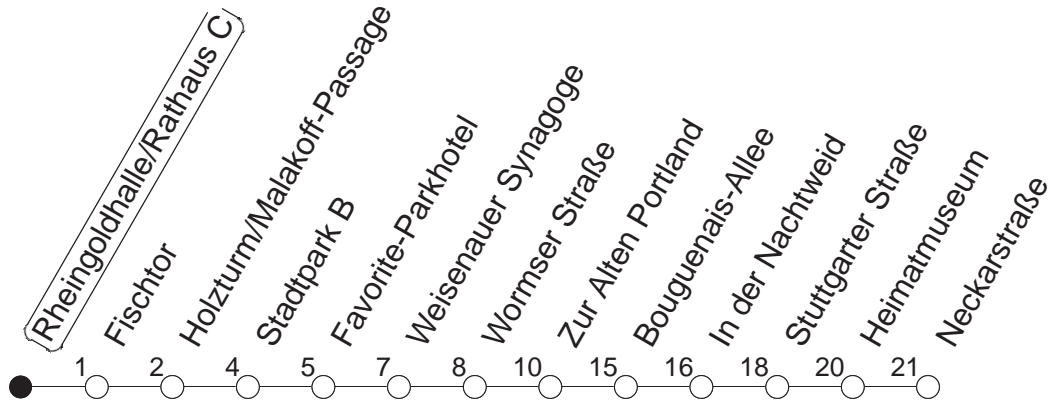 Rheingoldhalle/Rathaus C
Fischtor
Holzturm/Malakoff-Passage
Stadtpark B
Favorite-Parkhotel
Weisenauer Synagoge
Wormser Straße
Zur Alten Portland
Bouguenais-Allee
In der Nachtweid
Stuttgarter Straße
Heimatmuseum
Neckarstraße
1 2 4 5 7 8 10 15 16 18 20 21